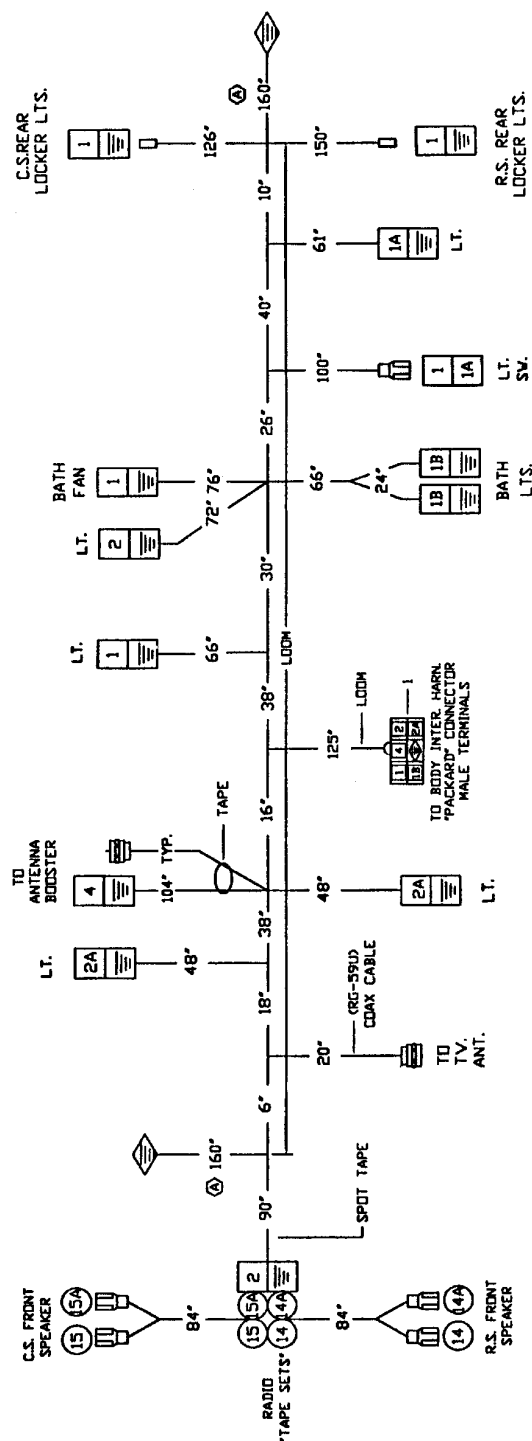 C.S. FRONT
SPEAKER
15
15A
84"
RADIO
"TAPE SETS"
15
15A
14
14A
2
84"
14
14A
R.S. FRONT
SPEAKER
SPOT TAPE
90"
A 160"
6"
20"
(RG-59U)
COAX CABLE
TO
T.V.
ANT.
18"
LT.
2A
48"
38"
TO
ANTENNA
BOOSTER
4
104" TYP.
TAPE
48"
2A
LT.
16"
125"
LOOM
1 4 2
1B 2A
1
TO BODY INTER. HARN.
"PACKARD" CONNECTOR
MALE TERMINALS
38"
LT.
1
66"
LOOM
30"
LT.
2
72"
BATH
FAN
1
76"
66"
24"
1B
1B
BATH
LTS.
26"
100"
1
1A
LT.
SW.
40"
61"
1A
LT.
10"
C.S.REAR
LOCKER LTS.
1
126"
150"
1
R.S. REAR
LOCKER LTS.
A
160"